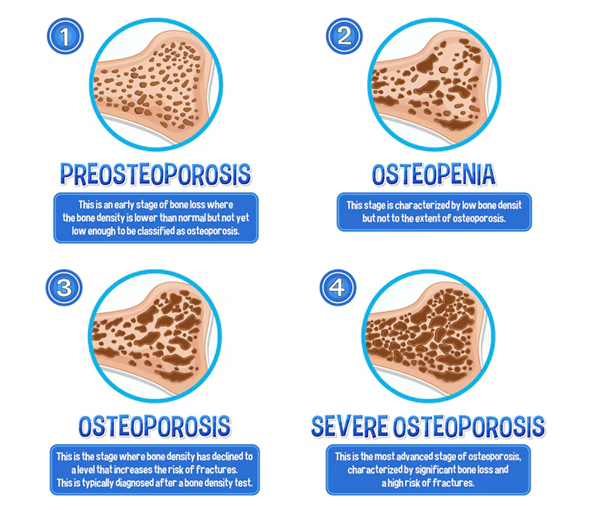 1
PREOSTEOPOROSIS
This is an early stage of bone loss where
the bone density is lower than normal but not yet
low enough to be classified as osteoporosis.
2
OSTEOPENIA
This stage is characterized by low bone densit
but not to the extent of osteoporosis.
3
OSTEOPOROSIS
This is the stage where bone density has declined to
a level that increases the risk of fractures.
This is typically diagnosed after a bone density test.
4
SEVERE OSTEOPOROSIS
This is the most advanced stage of osteoporosis,
characterized by significant bone loss and
a high risk of fractures.